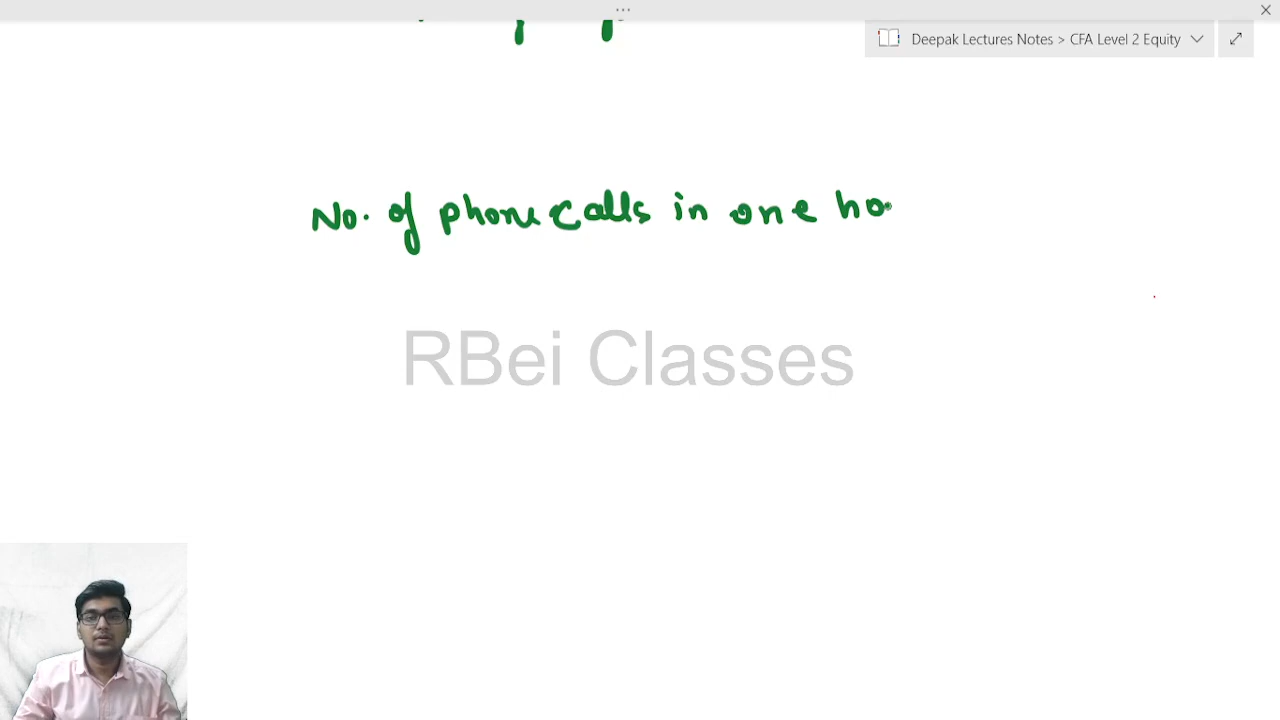 Deepak Lectures Notes > CFA Level 2 Equity
No. of phone calls in one ho
RBei Classes